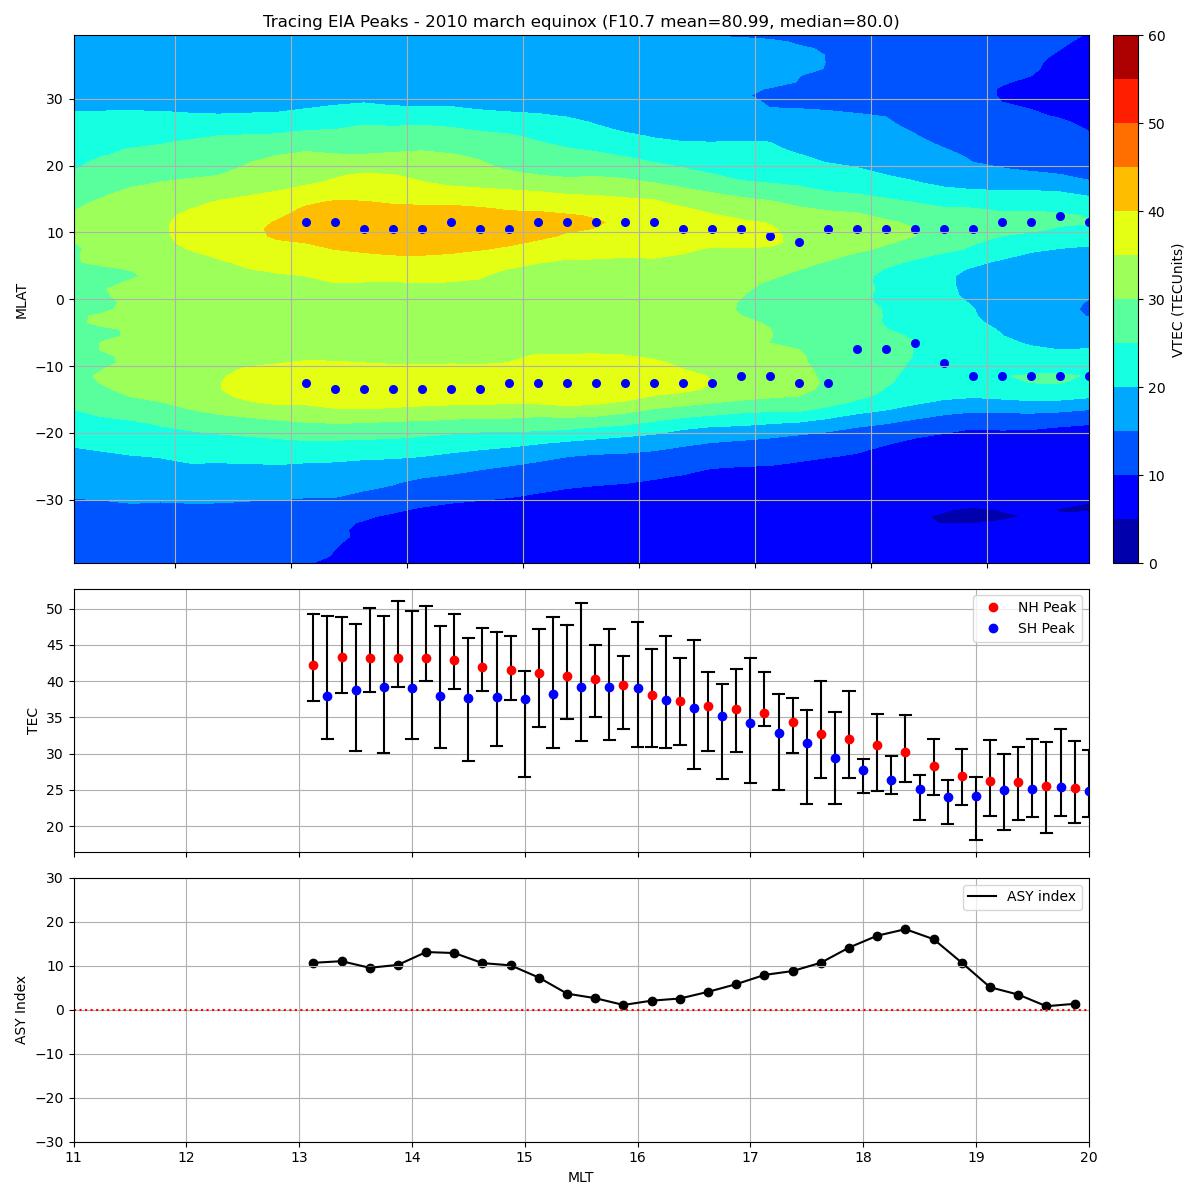 Tracing EIA Peaks - 2010 march equinox (F10.7 mean=80.99, median=80.0)
30
20
10
0
−10
−20
−30
MLAT
60
50
40
30
20
10
0
VTEC (TECUnits)
50
45
40
35
30
25
20
TEC
NH Peak
SH Peak
30
20
10
0
−10
−20
−30
ASY Index
ASY index
11 12 13 14 15 16 17 18 19 20
MLT